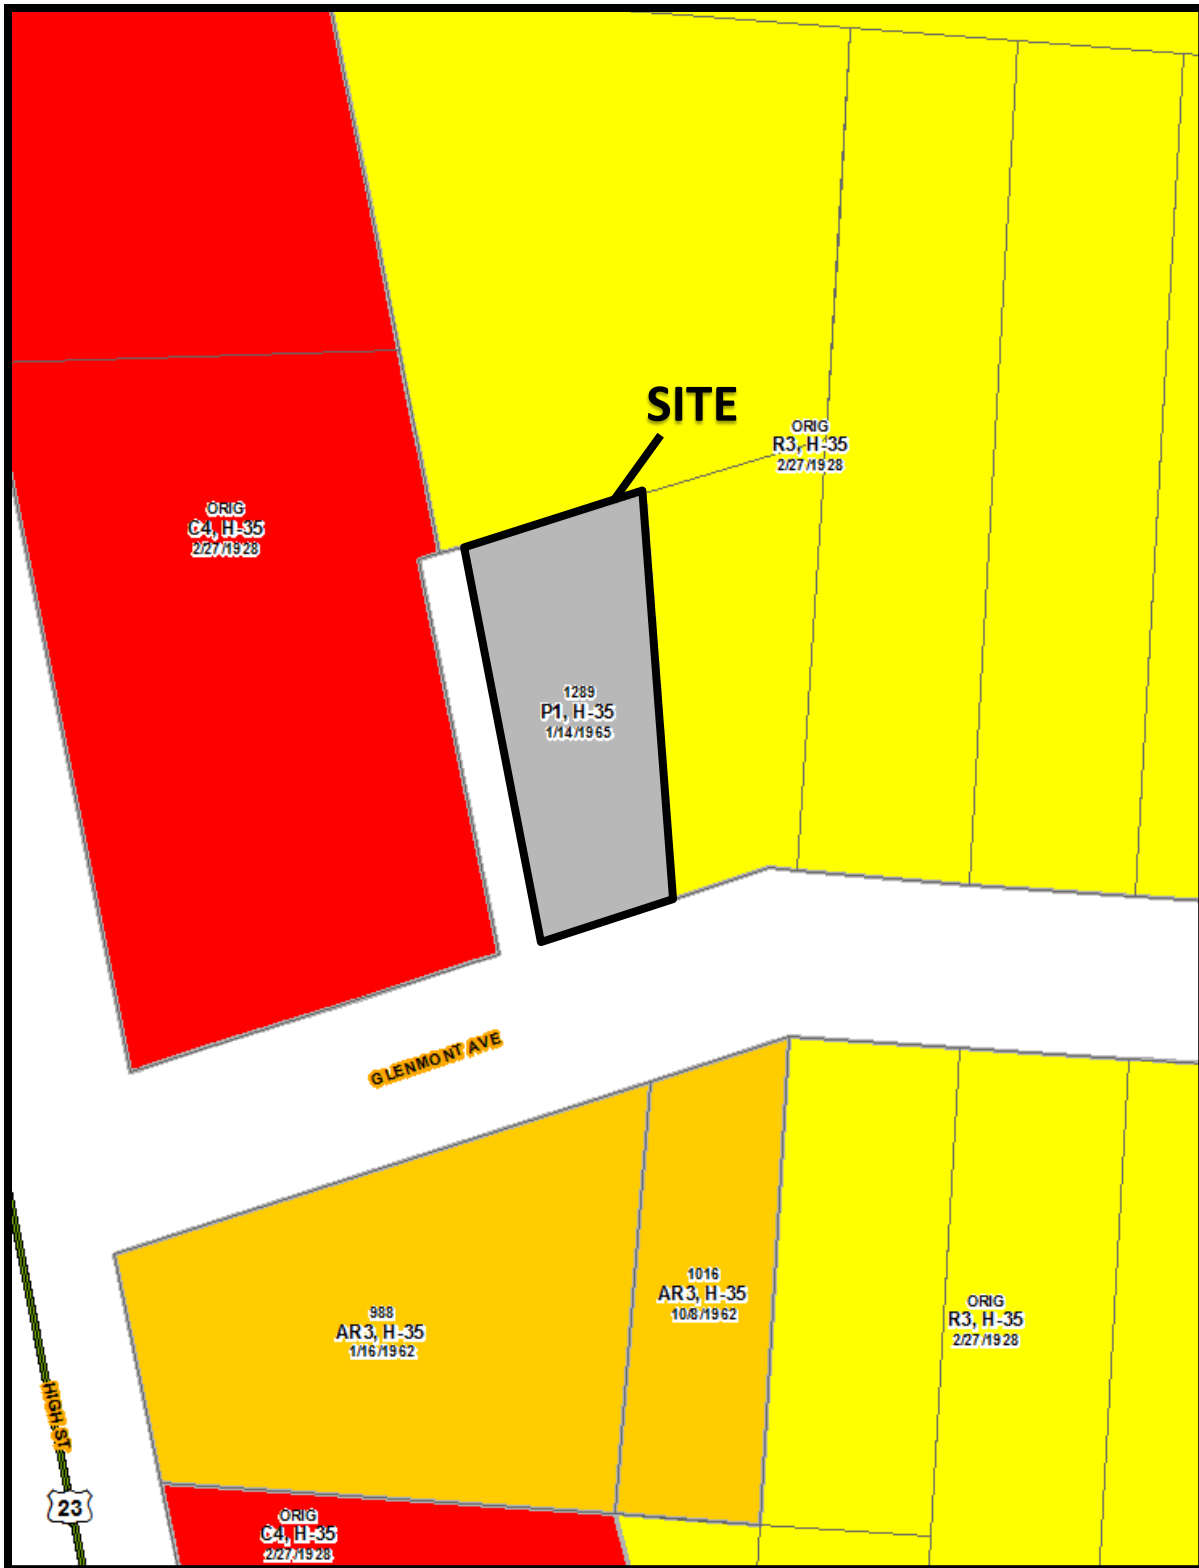 SITE
ORIG
R3, H-35
2/27/1928
ORIG
C4, H-35
2/27/1928
1289
P1, H-35
1/14/1965
GLENMONT AVE
1016
AR3, H-35
10/8/1962
988
AR3, H-35
1/16/1962
ORIG
R3, H-35
2/27/1928
HIGH ST
23
ORIG
C4, H-35
2/27/1928